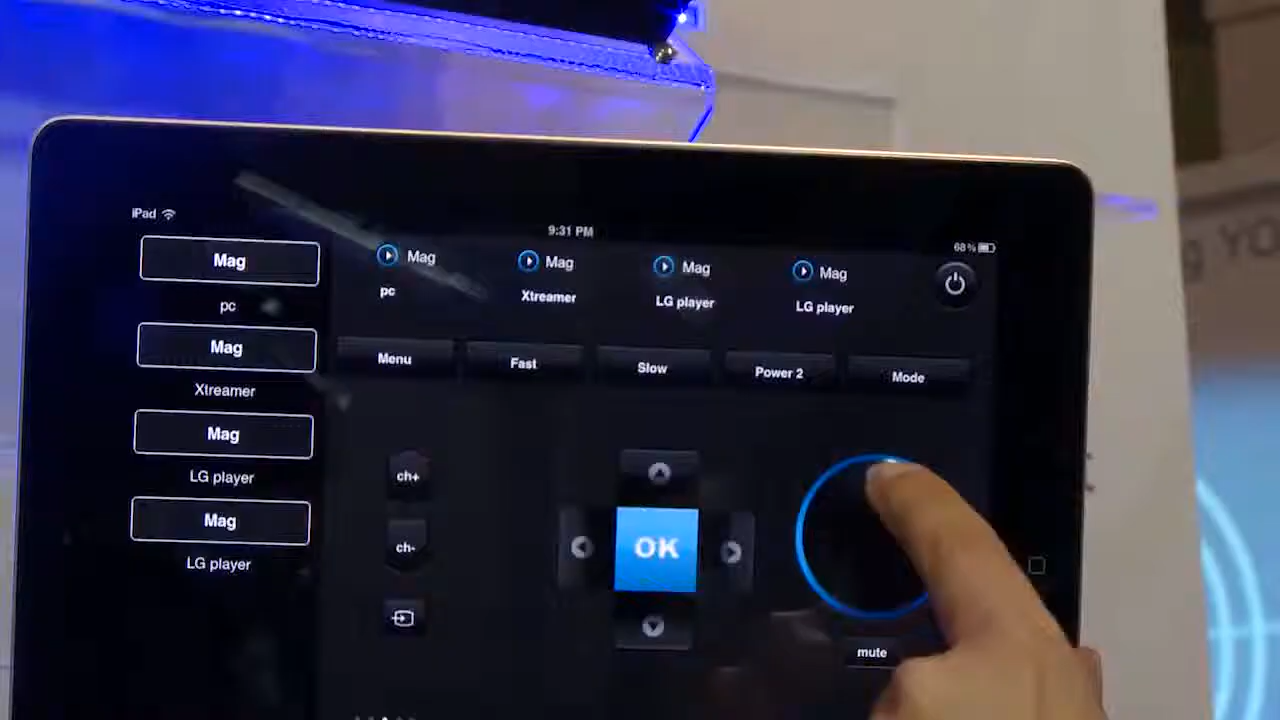 iPad
9:31 PM
68%
Mag
pc
Mag
Xtreamer
Mag
LG player
Mag
LG player
Mag
pc
Mag
Xtreamer
Mag
LG player
Mag
LG player
Menu
Fast
Slow
Power 2
Mode
ch+
ch-
OK
mute
YO